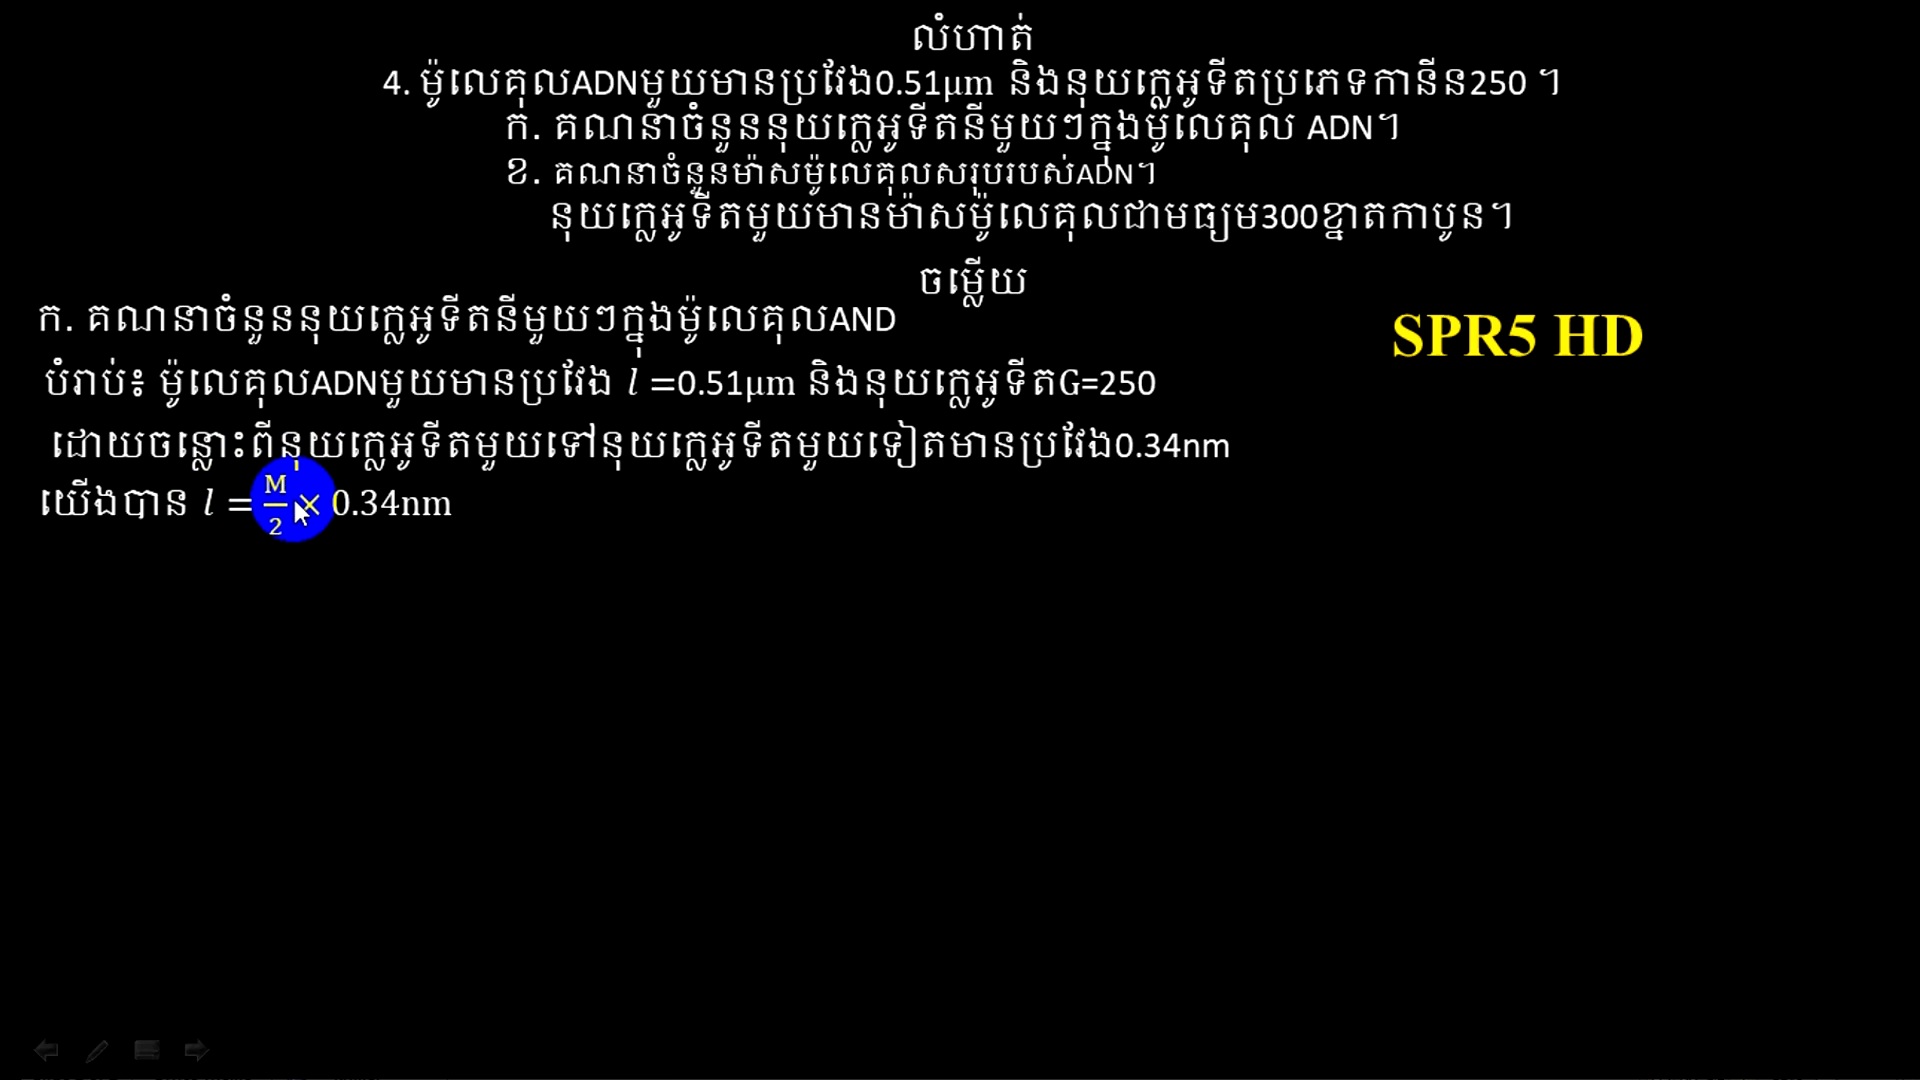 លំហាត់
4. ម៉ូលេគុលADNមួយមានប្រវែង0.51μm និងនុយក្លេអូទីតប្រភេទកានីន250 ។
ក. គណនាចំនួននុយក្លេអូទីតនីមួយៗក្នុងម៉ូលេគុល ADN។
ខ. គណនាចំនួនម៉ាសម៉ូលេគុលសរុបរបស់ADN។
នុយក្លេអូទីតមួយមានម៉ាសម៉ូលេគុលជាមធ្យម300ខ្នាតកាបូន។
ចម្លើយ
ក. គណនាចំនួននុយក្លេអូទីតនីមួយៗក្នុងម៉ូលេគុលAND
SPR5 HD
បំរាប់៖ ម៉ូលេគុលADNមួយមានប្រវែង l =0.51μm និងនុយក្លេអូទីតG=250
ដោយចន្លោះពីនុយក្លេអូទីតមួយទៅនុយក្លេអូទីតមួយទៀតមានប្រវែង0.34nm
យើងបាន l = M/2 × 0.34nm